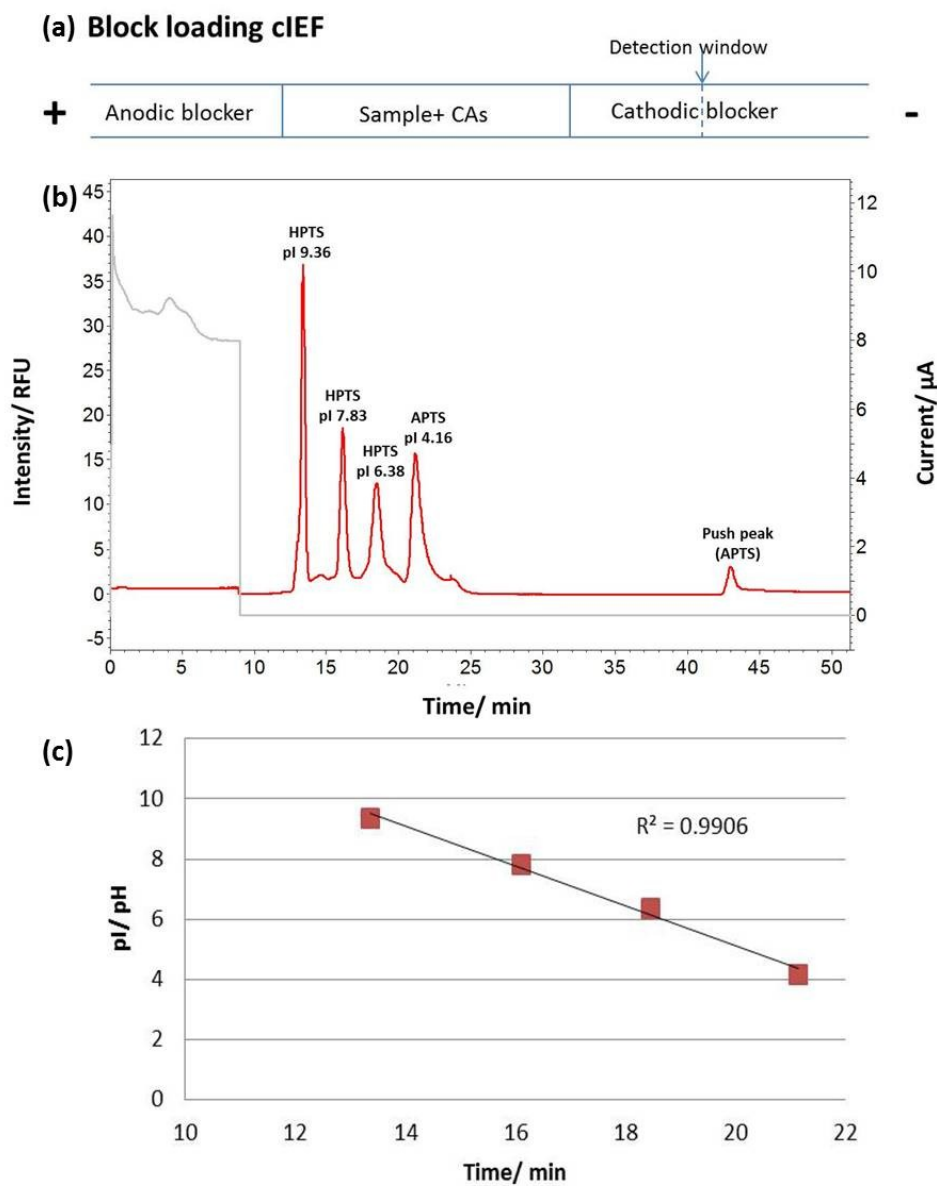 (a) Block loading cIEF
Detection window
+ Anodic blocker Sample+ CAs Cathodic blocker -
(b)
45
40
35
30
25
20
15
10
5
0
-5
Intensity/ RFU
HPTS
pI 9.36
HPTS
pI 7.83
HPTS
pI 6.38
APTS
pI 4.16
Push peak
(APTS)
12
10
8
6
4
2
0
Current/ µA
0 5 10 15 20 25 30 35 40 45 50
Time/ min
(c)
12
10
8
6
4
2
0
pI/ pH
R² = 0.9906
10 12 14 16 18 20 22
Time/ min